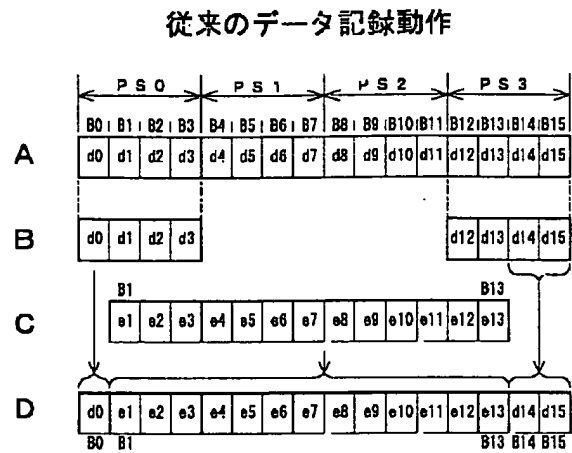 従来のデータ記録動作
PS0 PS1 PS2 PS3
B0 B1 B2 B3 B4 B5 B6 B7 B8 B9 B10 B11 B12 B13 B14 B15
A d0 d1 d2 d3 d4 d5 d6 d7 d8 d9 d10 d11 d12 d13 d14 d15
B d0 d1 d2 d3 d12 d13 d14 d15
B1 B13
C e1 e2 e3 e4 e5 e6 e7 e8 e9 e10 e11 e12 e13
D d0 e1 e2 e3 e4 e5 e6 e7 e8 e9 e10 e11 e12 e13 d14 d15
B0 B1 B13 B14 B15